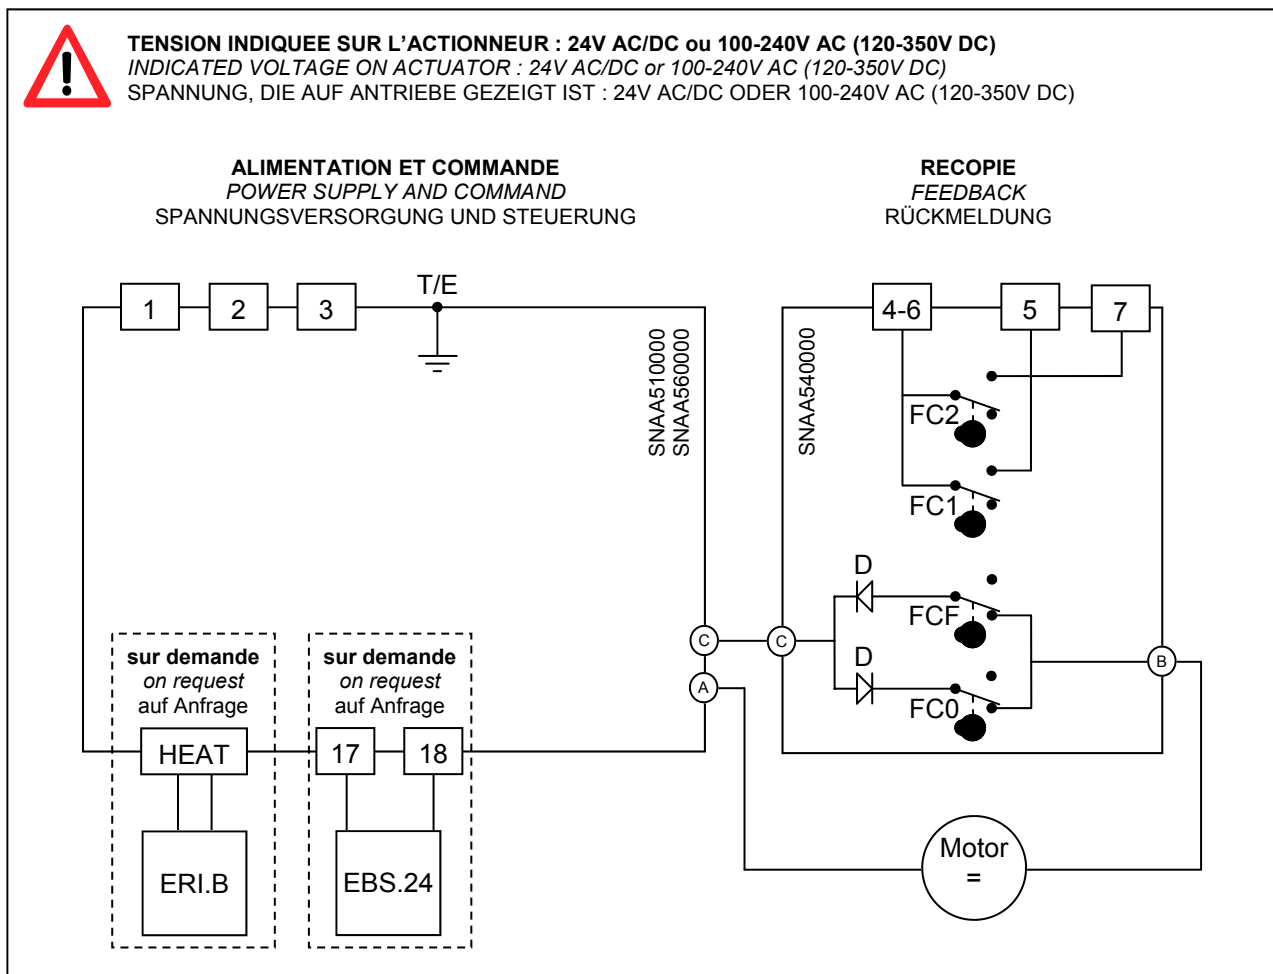 TENSION INDIQUEE SUR L'ACTIONNEUR : 24V AC/DC ou 100-240V AC (120-350V DC)
INDICATED VOLTAGE ON ACTUATOR : 24V AC/DC or 100-240V AC (120-350V DC)
SPANNUNG, DIE AUF ANTRIEBE GEZEIGT IST : 24V AC/DC ODER 100-240V AC (120-350V DC)
ALIMENTATION ET COMMANDE
POWER SUPPLY AND COMMAND
SPANNUNGSVERSORGUNG UND STEUERUNG
RECOPIE
FEEDBACK
RÜCKMELDUNG
1
2
3
T/E
SNAA510000
SNAA560000
4-6
5
7
SNAA540000
FC2
FC1
D
FCF
D
FC0
C
C
A
B
sur demande
on request
auf Anfrage
HEAT
ERI.B
sur demande
on request
auf Anfrage
17
18
EBS.24
Motor
=